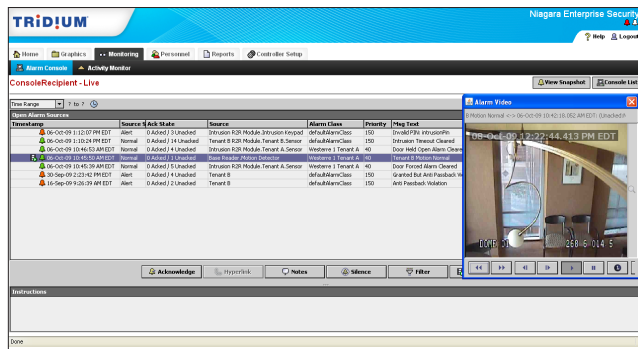 TRIDIUM
Niagara Enterprise Security
Help Logout
Home Graphics Monitoring Personnel Reports Controller Setup
Alarm Console Activity Monitor
ConsoleRecipient - Live
View Snapshot Console List
Time Range ? to ?
Open Alarm Sources
Timestamp Source S Ack State Source Alarm Class Priority Msg Text
06-Oct-09 1:12:07 PM EDT Alert 0 Acked / 3 Unacked Intrusion R2R Module.Intrusion Keypad defaultAlarmClass 150 Invalid PIN: intrusionPin
06-Oct-09 1:10:24 PM EDT Normal 0 Acked / 14 Unacked Intrusion R2R Module.Tenant B.Sensor defaultAlarmClass 150 Intrusion Timeout Cleared
06-Oct-09 10:46:53 AM EDT Normal 0 Acked / 4 Unacked Intrusion R2R Module.Tenant A.Sensor Westerre 1 Tenant A 40 Door Held Open Alarm Cleare
06-Oct-09 10:45:50 AM EDT Normal 0 Acked / 1 Unacked Base Reader.Motion Detector Westerre 1 Tenant A 40 Tenant B Motion Normal
06-Oct-09 10:45:39 AM EDT Normal 0 Acked / 5 Unacked Intrusion R2R Module.Tenant A.Sensor Westerre 1 Tenant A 40 Door Forced Alarm Cleared
30-Sep-09 2:23:42 PM EDT Alert 0 Acked / 4 Unacked Tenant B defaultAlarmClass 150 Granted But Anti Passback
16-Sep-09 9:26:39 AM EDT Alert 0 Acked / 2 Unacked Tenant B defaultAlarmClass 150 Anti Passback Violation
Alarm Video
B Motion Normal <-> 06-Oct-09 10:42:18.052 AM EDT: (Unacked
08-Oct-09 12:22:44.413 PM EDT
Acknowledge Hyperlink Notes Silence Filter
Instructions
Done